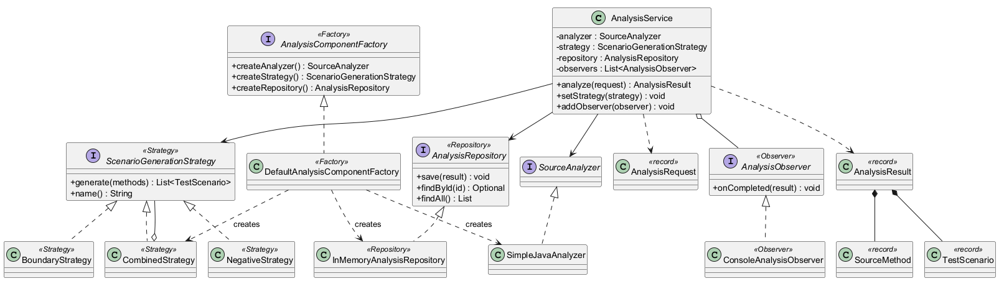 C AnalysisService
-analyzer : SourceAnalyzer
-strategy : ScenarioGenerationStrategy
-repository : AnalysisRepository
-observers : List<AnalysisObserver>
+analyze(request) : AnalysisResult
+setStrategy(strategy) : void
+addObserver(observer) : void
«Factory»
I AnalysisComponentFactory
+createAnalyzer() : SourceAnalyzer
+createStrategy() : ScenarioGenerationStrategy
+createRepository() : AnalysisRepository
«Strategy»
I ScenarioGenerationStrategy
+generate(methods) : List<TestScenario>
+name() : String
«Factory»
C DefaultAnalysisComponentFactory
«Repository»
I AnalysisRepository
+save(result) : void
+findById(id) : Optional
+findAll() : List
I SourceAnalyzer
«record»
C AnalysisRequest
«Observer»
I AnalysisObserver
+onCompleted(result) : void
«record»
C AnalysisResult
creates
creates
creates
«Strategy»
C BoundaryStrategy
«Strategy»
C CombinedStrategy
«Strategy»
C NegativeStrategy
«Repository»
C InMemoryAnalysisRepository
C SimpleJavaAnalyzer
«Observer»
C ConsoleAnalysisObserver
«record»
C SourceMethod
«record»
C TestScenario